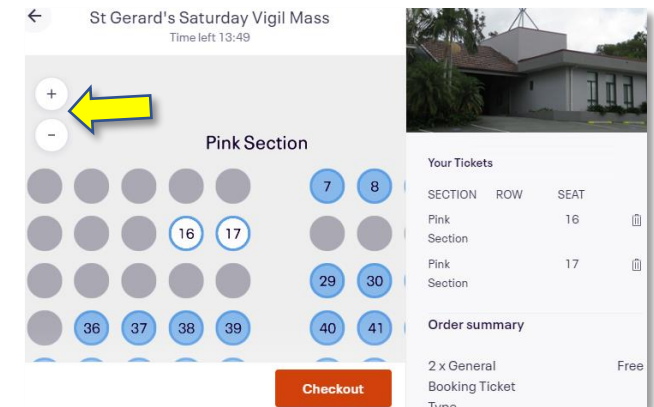 St Gerard's Saturday Vigil Mass
Time left 13:49
+
-
Pink Section
7 8
16 17
29 30
36 37 38 39 40 41
Checkout
Your Tickets
SECTION ROW SEAT
Pink 16
Section
Pink 17
Section
Order summary
2 x General Free
Booking Ticket
Type